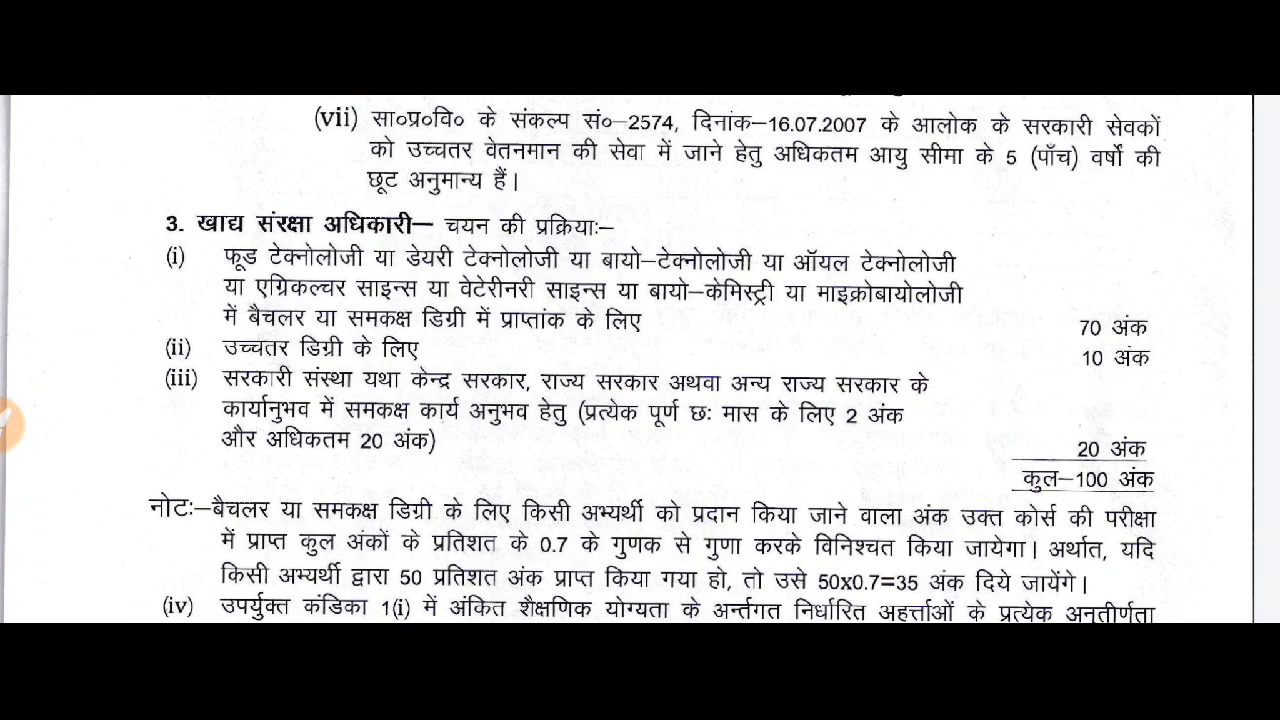 (vii) सा०प्र०वि० के संकल्प सं०–2574, दिनांक–16.07.2007 के आलोक के सरकारी सेवकों
को उच्चतर वेतनमान की सेवा में जाने हेतु अधिकतम आयु सीमा के 5 (पाँच) वर्षो की
छूट अनुमान्य हैं।
3. खाद्य संरक्षा अधिकारी– चयन की प्रक्रियाः–
(i) फूड टेक्नोलोजी या डेयरी टेक्नोलोजी या बायो–टेक्नोलोजी या ऑयल टेक्नोलोजी
या एग्रिकल्चर साइन्स या वेटेरीनरी साइन्स या बायो–केमिस्ट्री या माइक्रोबायोलोजी
में बैचलर या समकक्ष डिग्री में प्राप्तांक के लिए 70 अंक
(ii) उच्चतर डिग्री के लिए 10 अंक
(iii) सरकारी संस्था यथा केन्द्र सरकार, राज्य सरकार अथवा अन्य राज्य सरकार के
कार्यानुभव में समकक्ष कार्य अनुभव हेतु (प्रत्येक पूर्ण छः मास के लिए 2 अंक
और अधिकतम 20 अंक) 20 अंक
कुल–100 अंक
नोटः–बैचलर या समकक्ष डिग्री के लिए किसी अभ्यर्थी को प्रदान किया जाने वाला अंक उक्त कोर्स की परीक्षा
में प्राप्त कुल अंकों के प्रतिशत के 0.7 के गुणक से गुणा करके विनिश्चत किया जायेगा। अर्थात, यदि
किसी अभ्यर्थी द्वारा 50 प्रतिशत अंक प्राप्त किया गया हो, तो उसे 50x0.7=35 अंक दिये जायेंगे।
(iv) उपर्युक्त कंडिका 1(i) में अंकित शैक्षणिक योग्यता के अर्न्तगत निर्धारित अहर्त्ताओं के प्रत्येक अनुतीर्णता